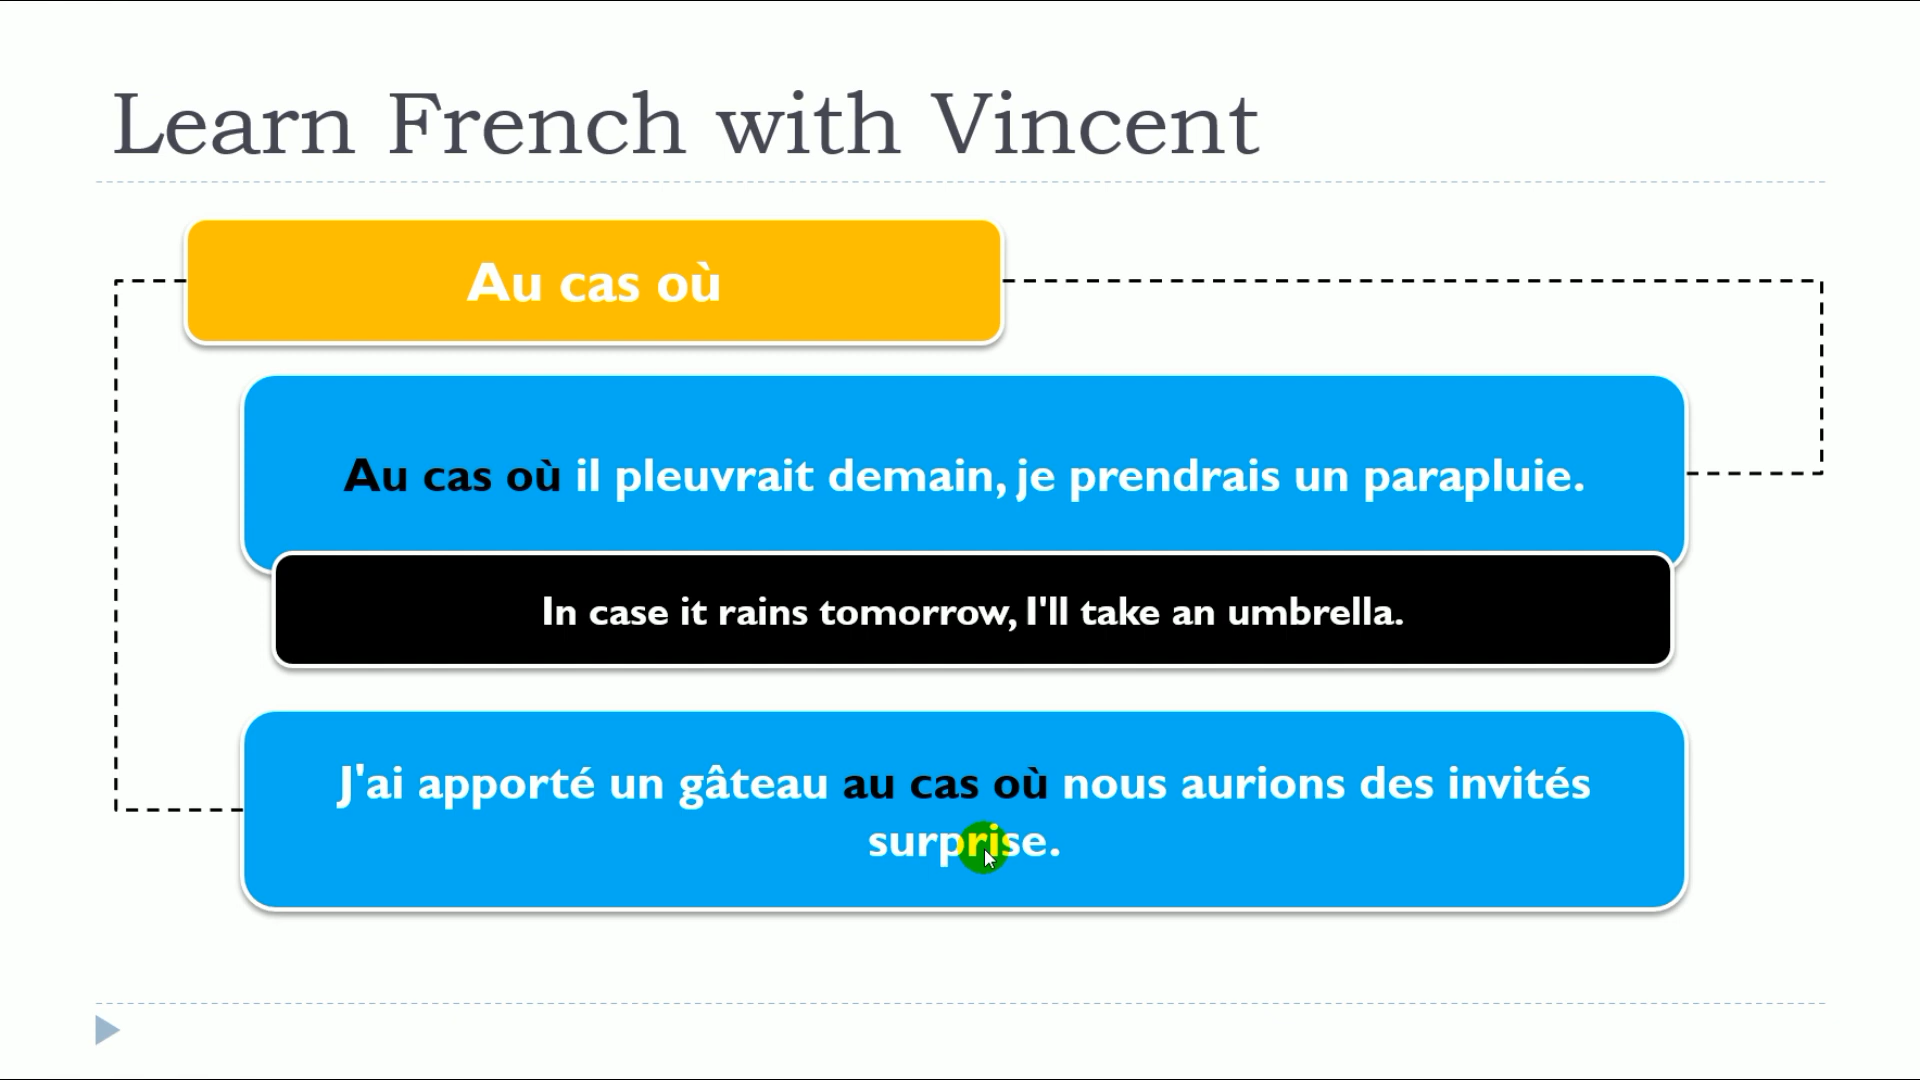 Learn French with Vincent
Au cas où
Au cas où il pleuvrait demain, je prendrais un parapluie.
In case it rains tomorrow, I'll take an umbrella.
J'ai apporté un gâteau au cas où nous aurions des invités
surprise.